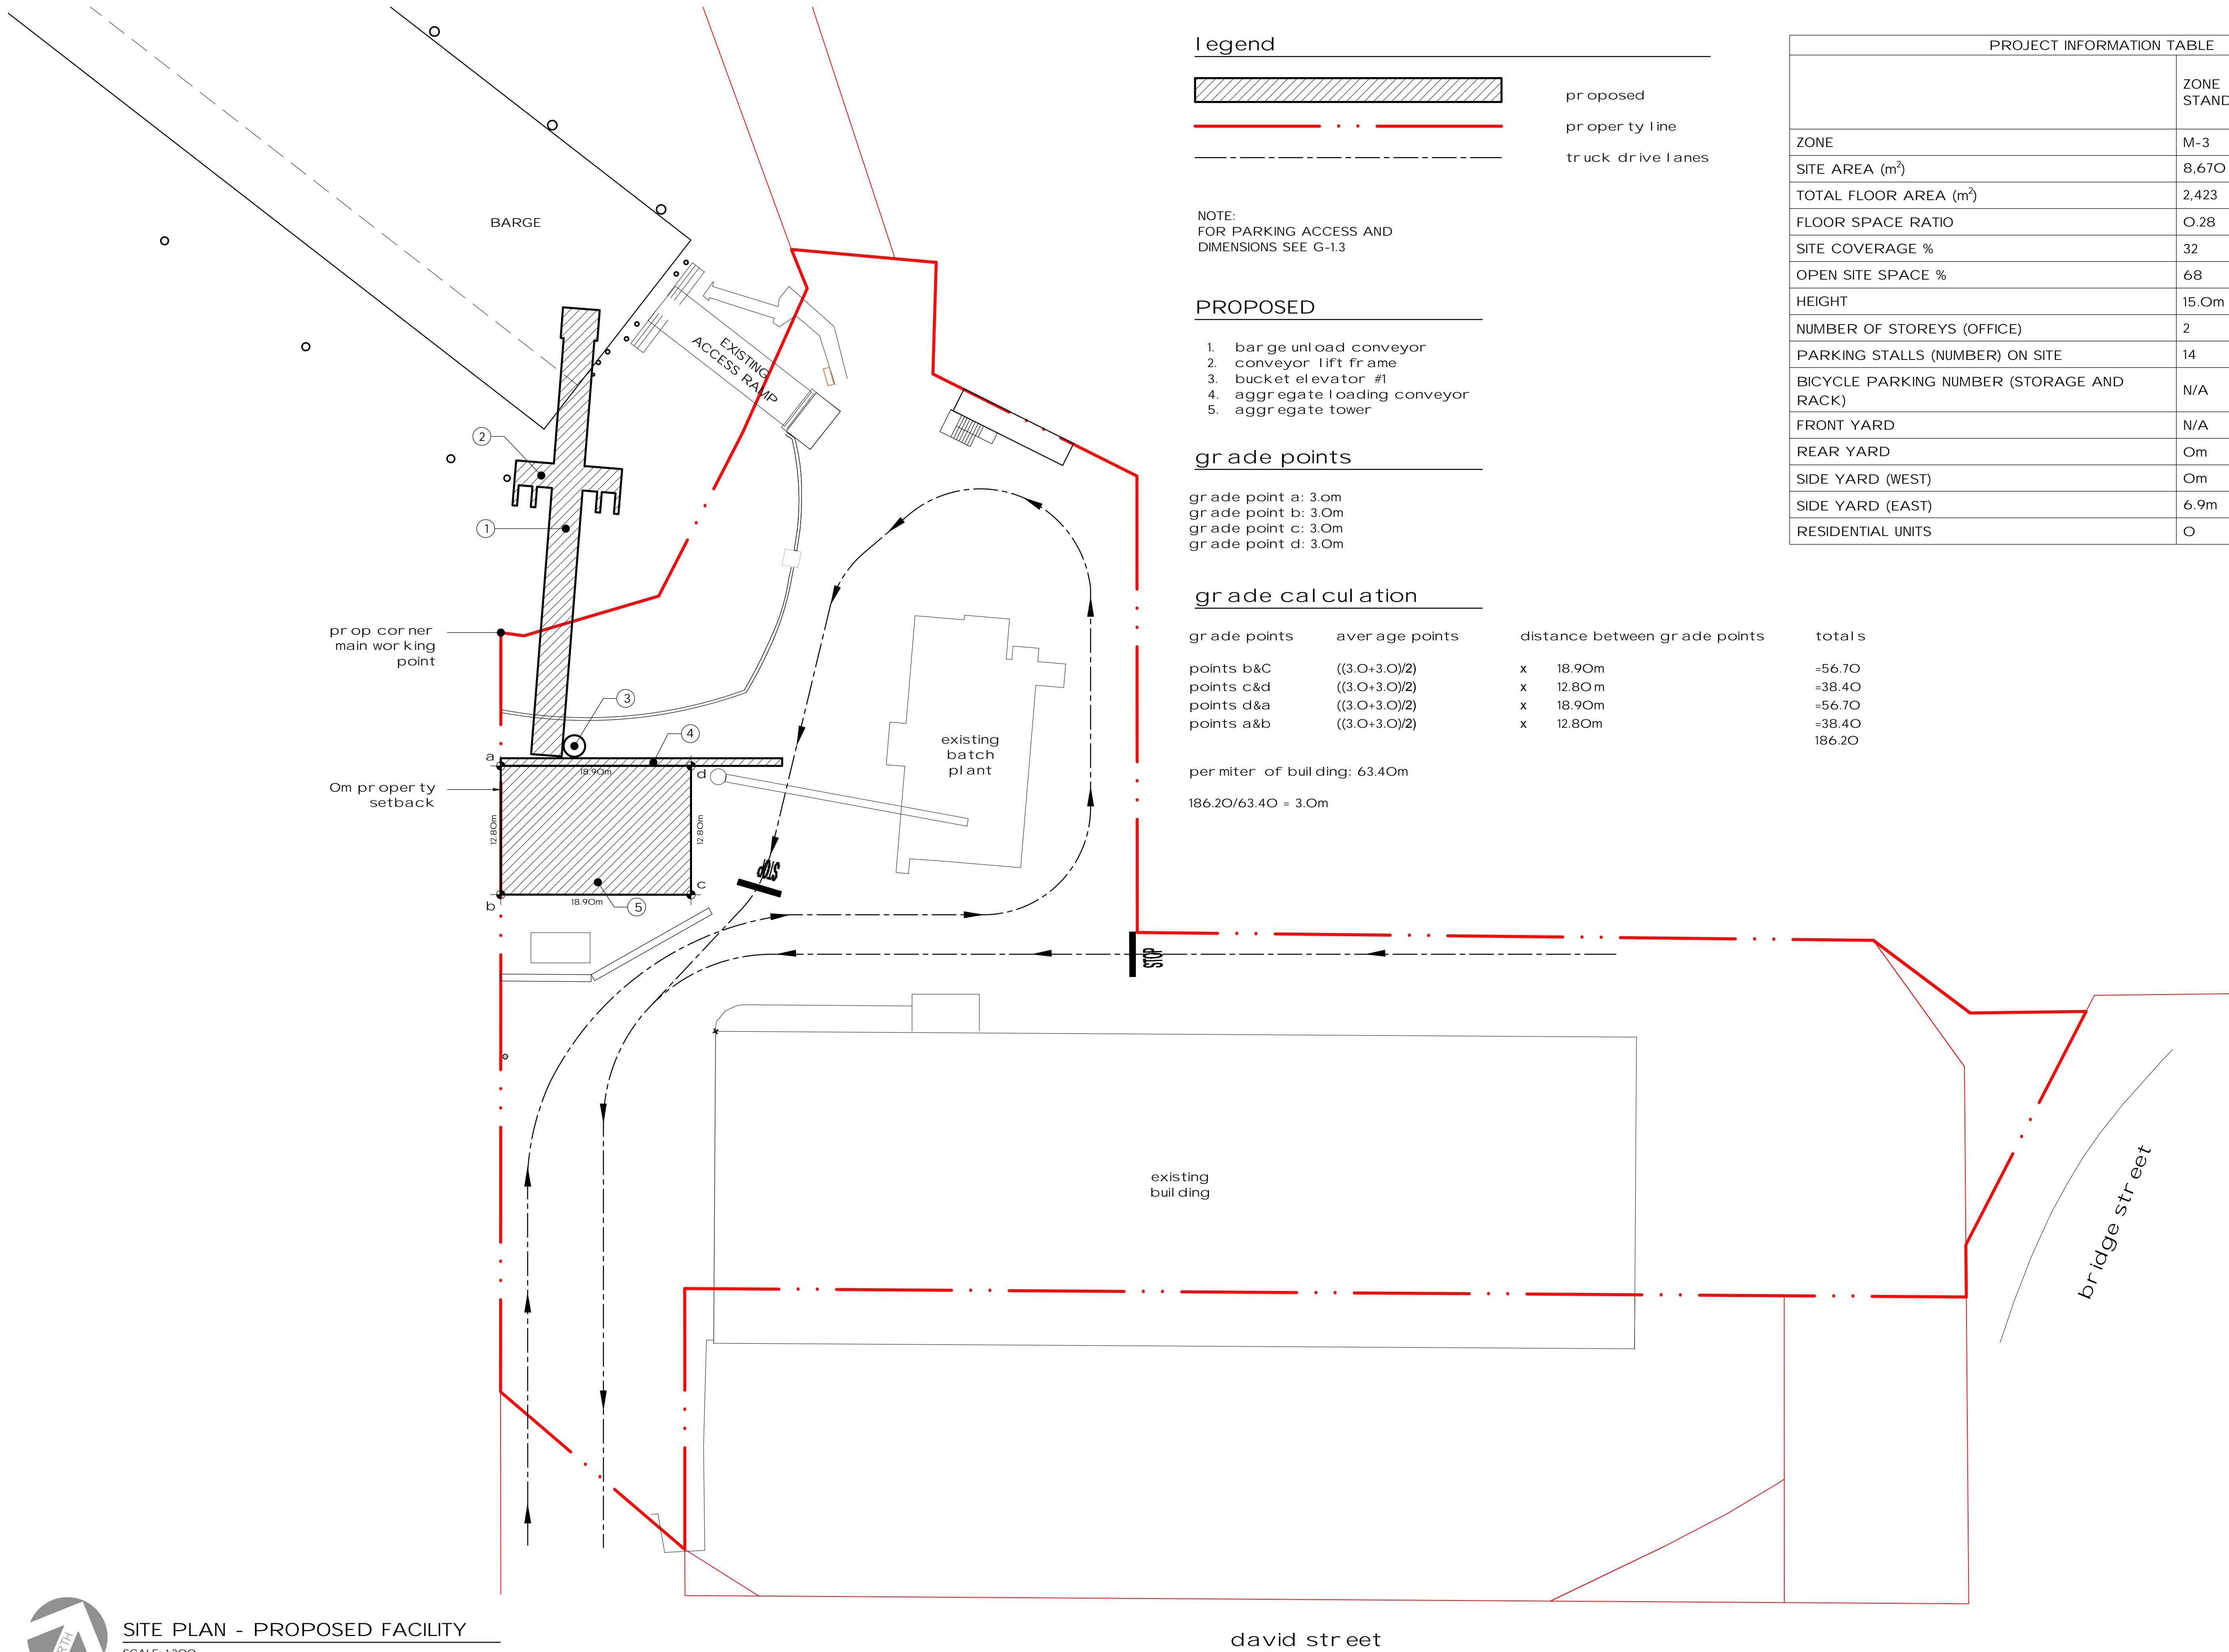 legend
proposed
property line
truck drive lanes
NOTE:
FOR PARKING ACCESS AND
DIMENSIONS SEE G-1.3
PROPOSED
1. barge unload conveyor
2. conveyor lift frame
3. bucket elevator #1
4. aggregate loading conveyor
5. aggregate tower
grade points
grade point a: 3.0m
grade point b: 3.0m
grade point c: 3.0m
grade point d: 3.0m
grade calculation
grade points average points distance between grade points totals
points b&C ((3.0+3.0)/2) x 18.90m =56.70
points c&d ((3.0+3.0)/2) x 12.80m =38.40
points d&a ((3.0+3.0)/2) x 18.90m =56.70
points a&b ((3.0+3.0)/2) x 12.80m =38.40
186.20
permiter of building: 63.40m
186.20/63.40 = 3.0m
PROJECT INFORMATION TABLE
ZONE
STAND
ZONE M-3
SITE AREA (m²) 8,670
TOTAL FLOOR AREA (m²) 2,423
FLOOR SPACE RATIO 0.28
SITE COVERAGE % 32
OPEN SITE SPACE % 68
HEIGHT 15.0m
NUMBER OF STOREYS (OFFICE) 2
PARKING STALLS (NUMBER) ON SITE 14
BICYCLE PARKING NUMBER (STORAGE AND
RACK) N/A
FRONT YARD N/A
REAR YARD 0m
SIDE YARD (WEST) 0m
SIDE YARD (EAST) 6.9m
RESIDENTIAL UNITS 0
BARGE
EXISTING
ACCESS RAMP
2
1
prop corner
main working
point
3
4
a
18.90m
d
0m property
setback
12.80m
12.80m
c
b
18.90m
5
existing
batch
plant
STOP
STOP
existing
building
bridge street
david street
SITE PLAN - PROPOSED FACILITY